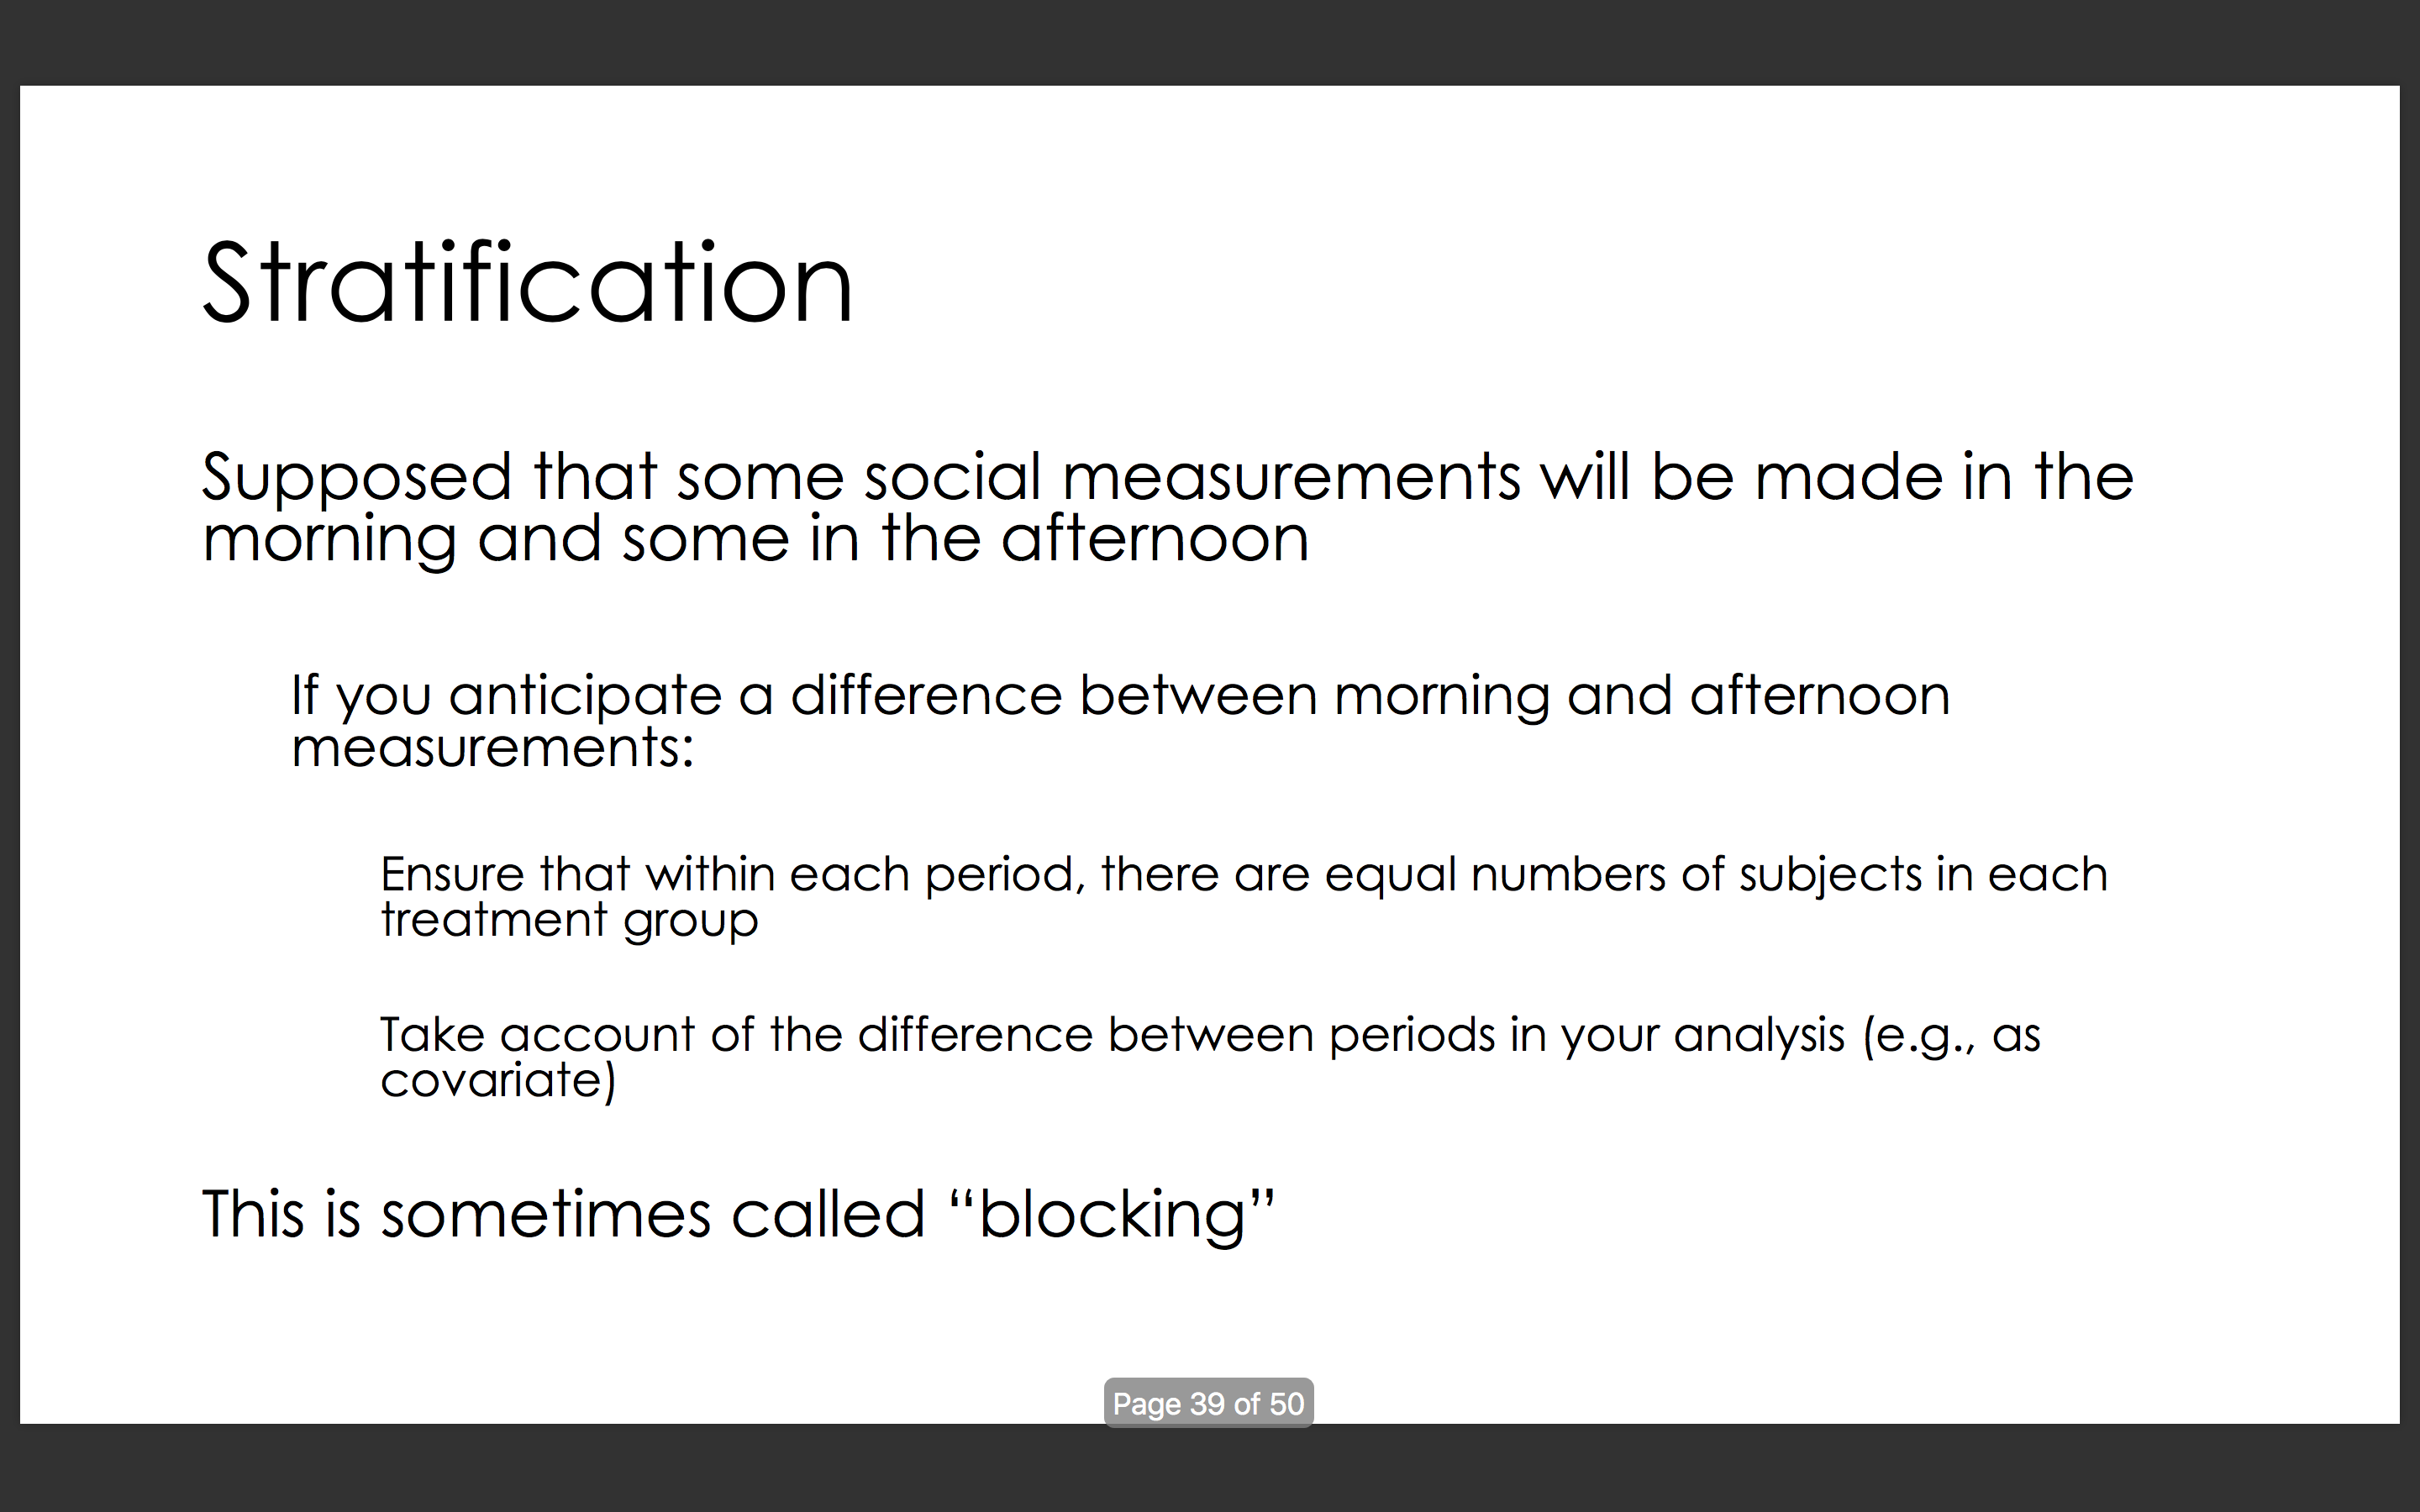 Stratification
Supposed that some social measurements will be made in the
morning and some in the afternoon
If you anticipate a difference between morning and afternoon
measurements:
Ensure that within each period, there are equal numbers of subjects in each
treatment group
Take account of the difference between periods in your analysis (e.g., as
covariate)
This is sometimes called “blocking”
Page 39 of 50